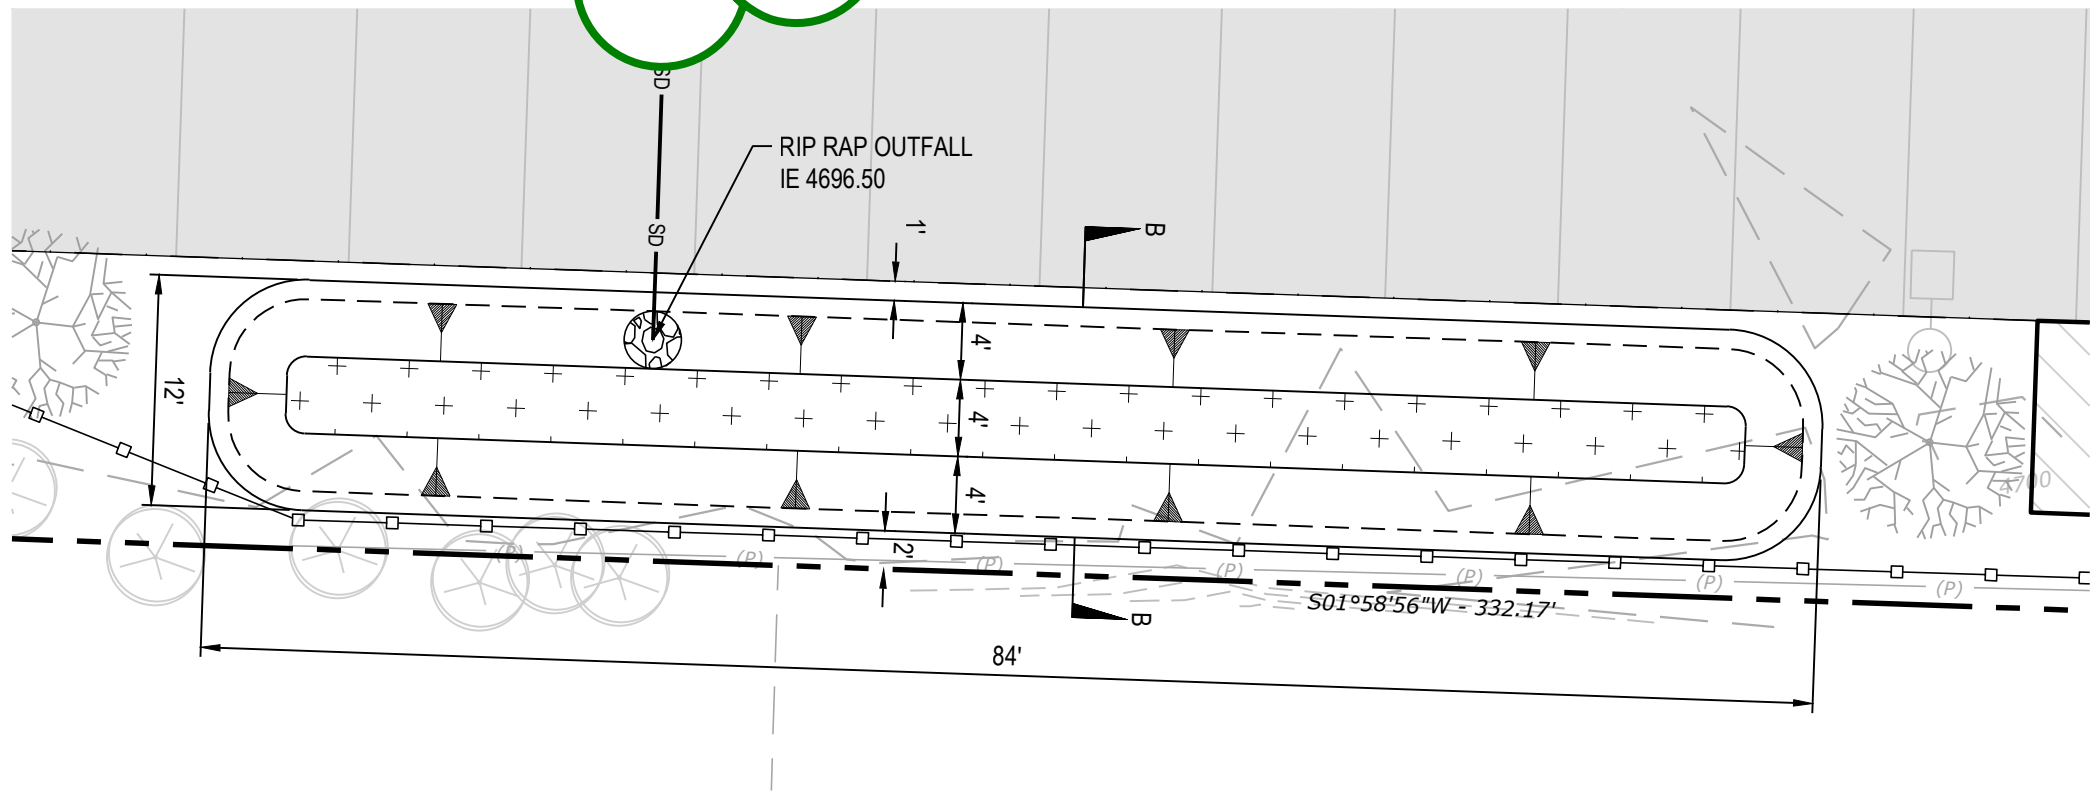 SD
RIP RAP OUTFALL
IE 4696.50
SD
1'
B
4'
12'
4'
4'
4700
2'
(P)
(P)
(P)
(P)
(P)
(P)
(P)
S01°58'56"W - 332.17'
B
84'